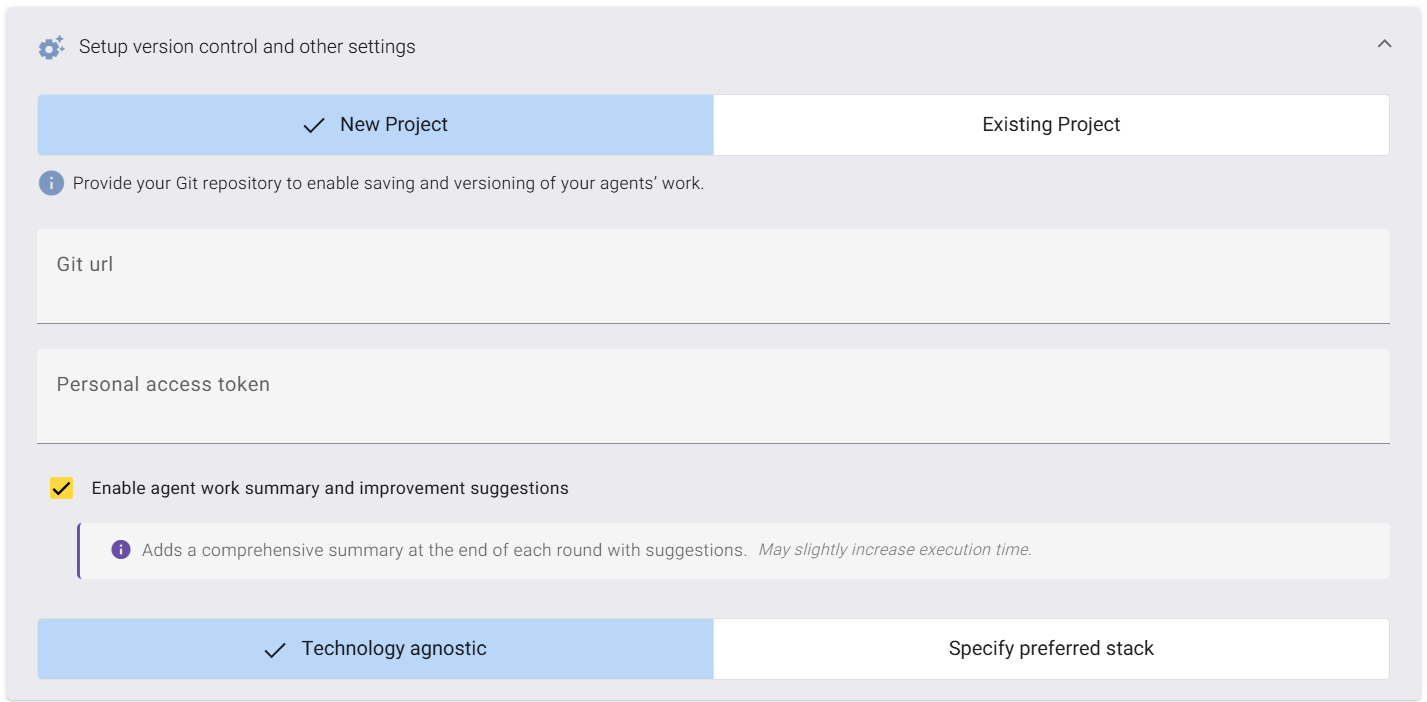 Setup version control and other settings
New Project
Existing Project
Provide your Git repository to enable saving and versioning of your agents’ work.
Git url
Personal access token
Enable agent work summary and improvement suggestions
Adds a comprehensive summary at the end of each round with suggestions. May slightly increase execution time.
Technology agnostic
Specify preferred stack